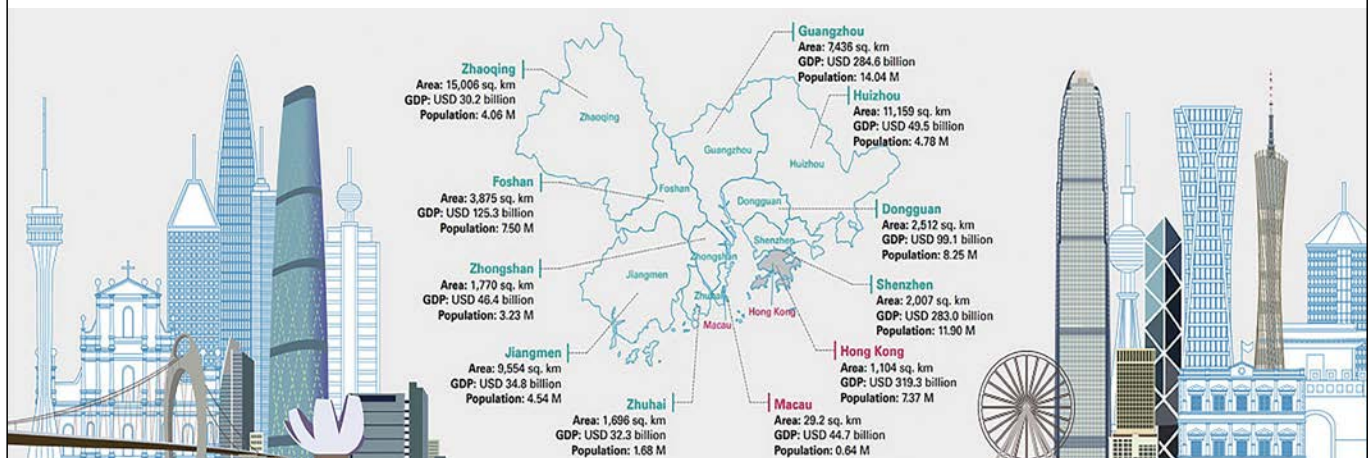 Guangzhou
Area: 7,436 sq. km
GDP: USD 284.6 billion
Population: 14.04 M
Zhaoqing
Area: 15,006 sq. km
GDP: USD 30.2 billion
Population: 4.06 M
Huizhou
Area: 11,159 sq. km
GDP: USD 49.5 billion
Population: 4.78 M
Foshan
Area: 3,875 sq. km
GDP: USD 125.3 billion
Population: 7.50 M
Dongguan
Area: 2,512 sq. km
GDP: USD 99.1 billion
Population: 8.25 M
Zhongshan
Area: 1,770 sq. km
GDP: USD 46.4 billion
Population: 3.23 M
Shenzhen
Area: 2,007 sq. km
GDP: USD 283.0 billion
Population: 11.90 M
Jiangmen
Area: 9,554 sq. km
GDP: USD 34.8 billion
Population: 4.54 M
Hong Kong
Area: 1,104 sq. km
GDP: USD 319.3 billion
Population: 7.37 M
Zhuhai
Area: 1,696 sq. km
GDP: USD 32.3 billion
Population: 1.68 M
Macau
Area: 29.2 sq. km
GDP: USD 44.7 billion
Population: 0.64 M
Zhaoqing
Guangzhou
Huizhou
Foshan
Dongguan
Shenzhen
Zhongshan
Jiangmen
Zhuhai
Hong Kong
Macau